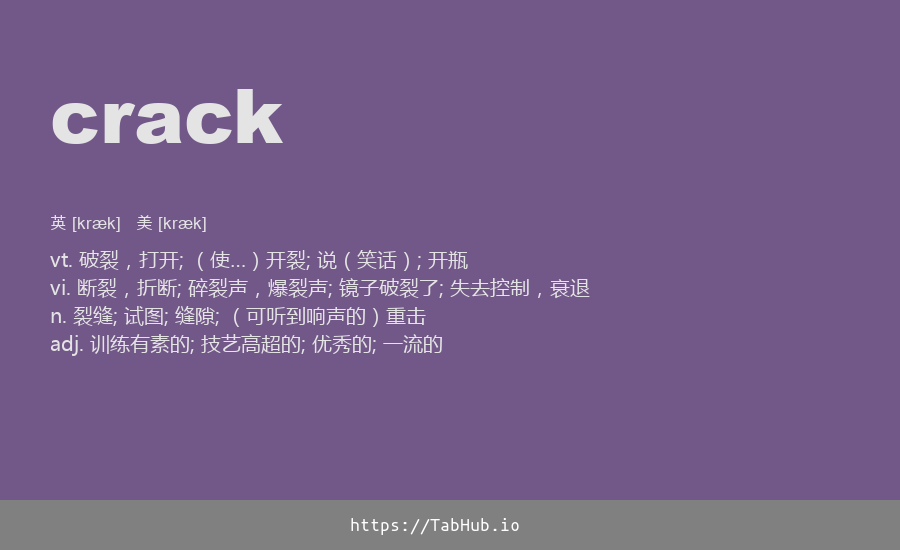 crack
英 [kræk] 美 [kræk]
vt. 破裂，打开; （使…）开裂; 说（笑话）; 开瓶
vi. 断裂，折断; 碎裂声，爆裂声; 镜子破裂了; 失去控制，衰退
n. 裂缝; 试图; 缝隙; （可听到响声的）重击
adj. 训练有素的; 技艺高超的; 优秀的; 一流的
https://TabHub.io